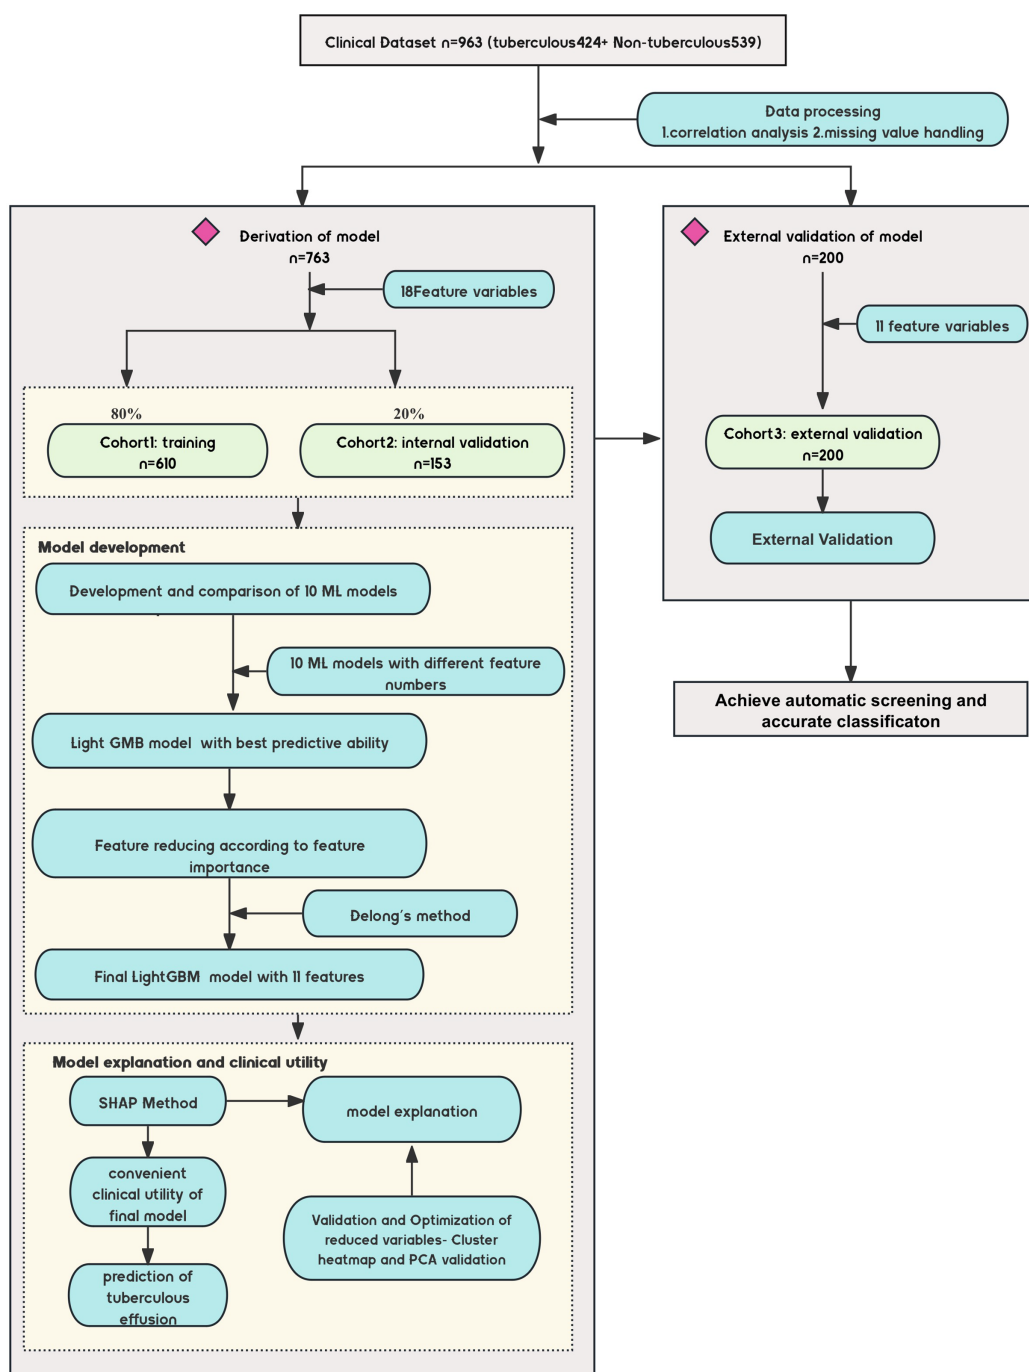 Clinical Dataset n=963 (tuberculous424+ Non-tuberculous539)
Data processing
1.correlation analysis 2.missing value handling
Derivation of model
n=763
18Feature variables
80%
20%
Cohort1: training
n=610
Cohort2: internal validation
n=153
Model development
Development and comparison of 10 ML models
10 ML models with different feature
numbers
Light GMB model with best predictive ability
Feature reducing according to feature
importance
Delong's method
Final LightGBM model with 11 features
Model explanation and clinical utility
SHAP Method
model explanation
convenient
clinical utility of
final model
Validation and Optimization of
reduced variables- Cluster
heatmap and PCA validation
prediction of
tuberculous
effusion
External validation of model
n=200
11 feature variables
Cohort3: external validation
n=200
External Validation
Achieve automatic screening and
accurate classificaton